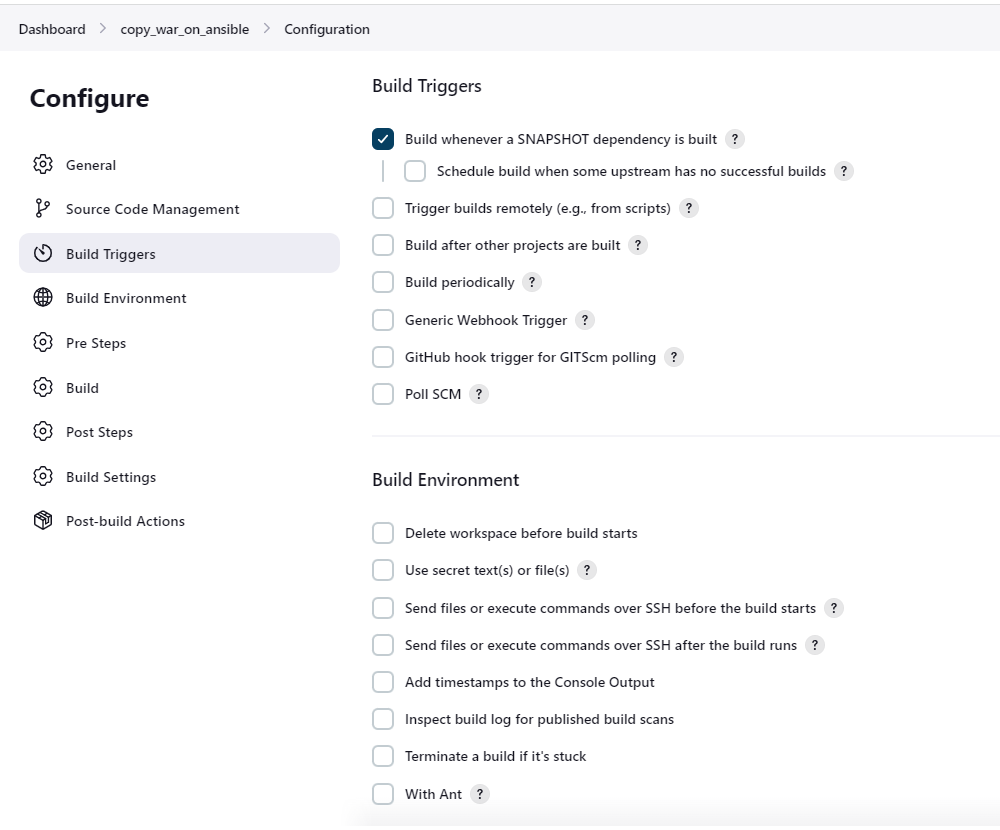 Dashboard > copy_war_on_ansible > Configuration
Configure
General
Source Code Management
Build Triggers
Build Environment
Pre Steps
Build
Post Steps
Build Settings
Post-build Actions
Build Triggers
Build whenever a SNAPSHOT dependency is built ?
Schedule build when some upstream has no successful builds ?
Trigger builds remotely (e.g., from scripts) ?
Build after other projects are built ?
Build periodically ?
Generic Webhook Trigger ?
GitHub hook trigger for GITScm polling ?
Poll SCM ?
Build Environment
Delete workspace before build starts
Use secret text(s) or file(s) ?
Send files or execute commands over SSH before the build starts ?
Send files or execute commands over SSH after the build runs ?
Add timestamps to the Console Output
Inspect build log for published build scans
Terminate a build if it's stuck
With Ant ?